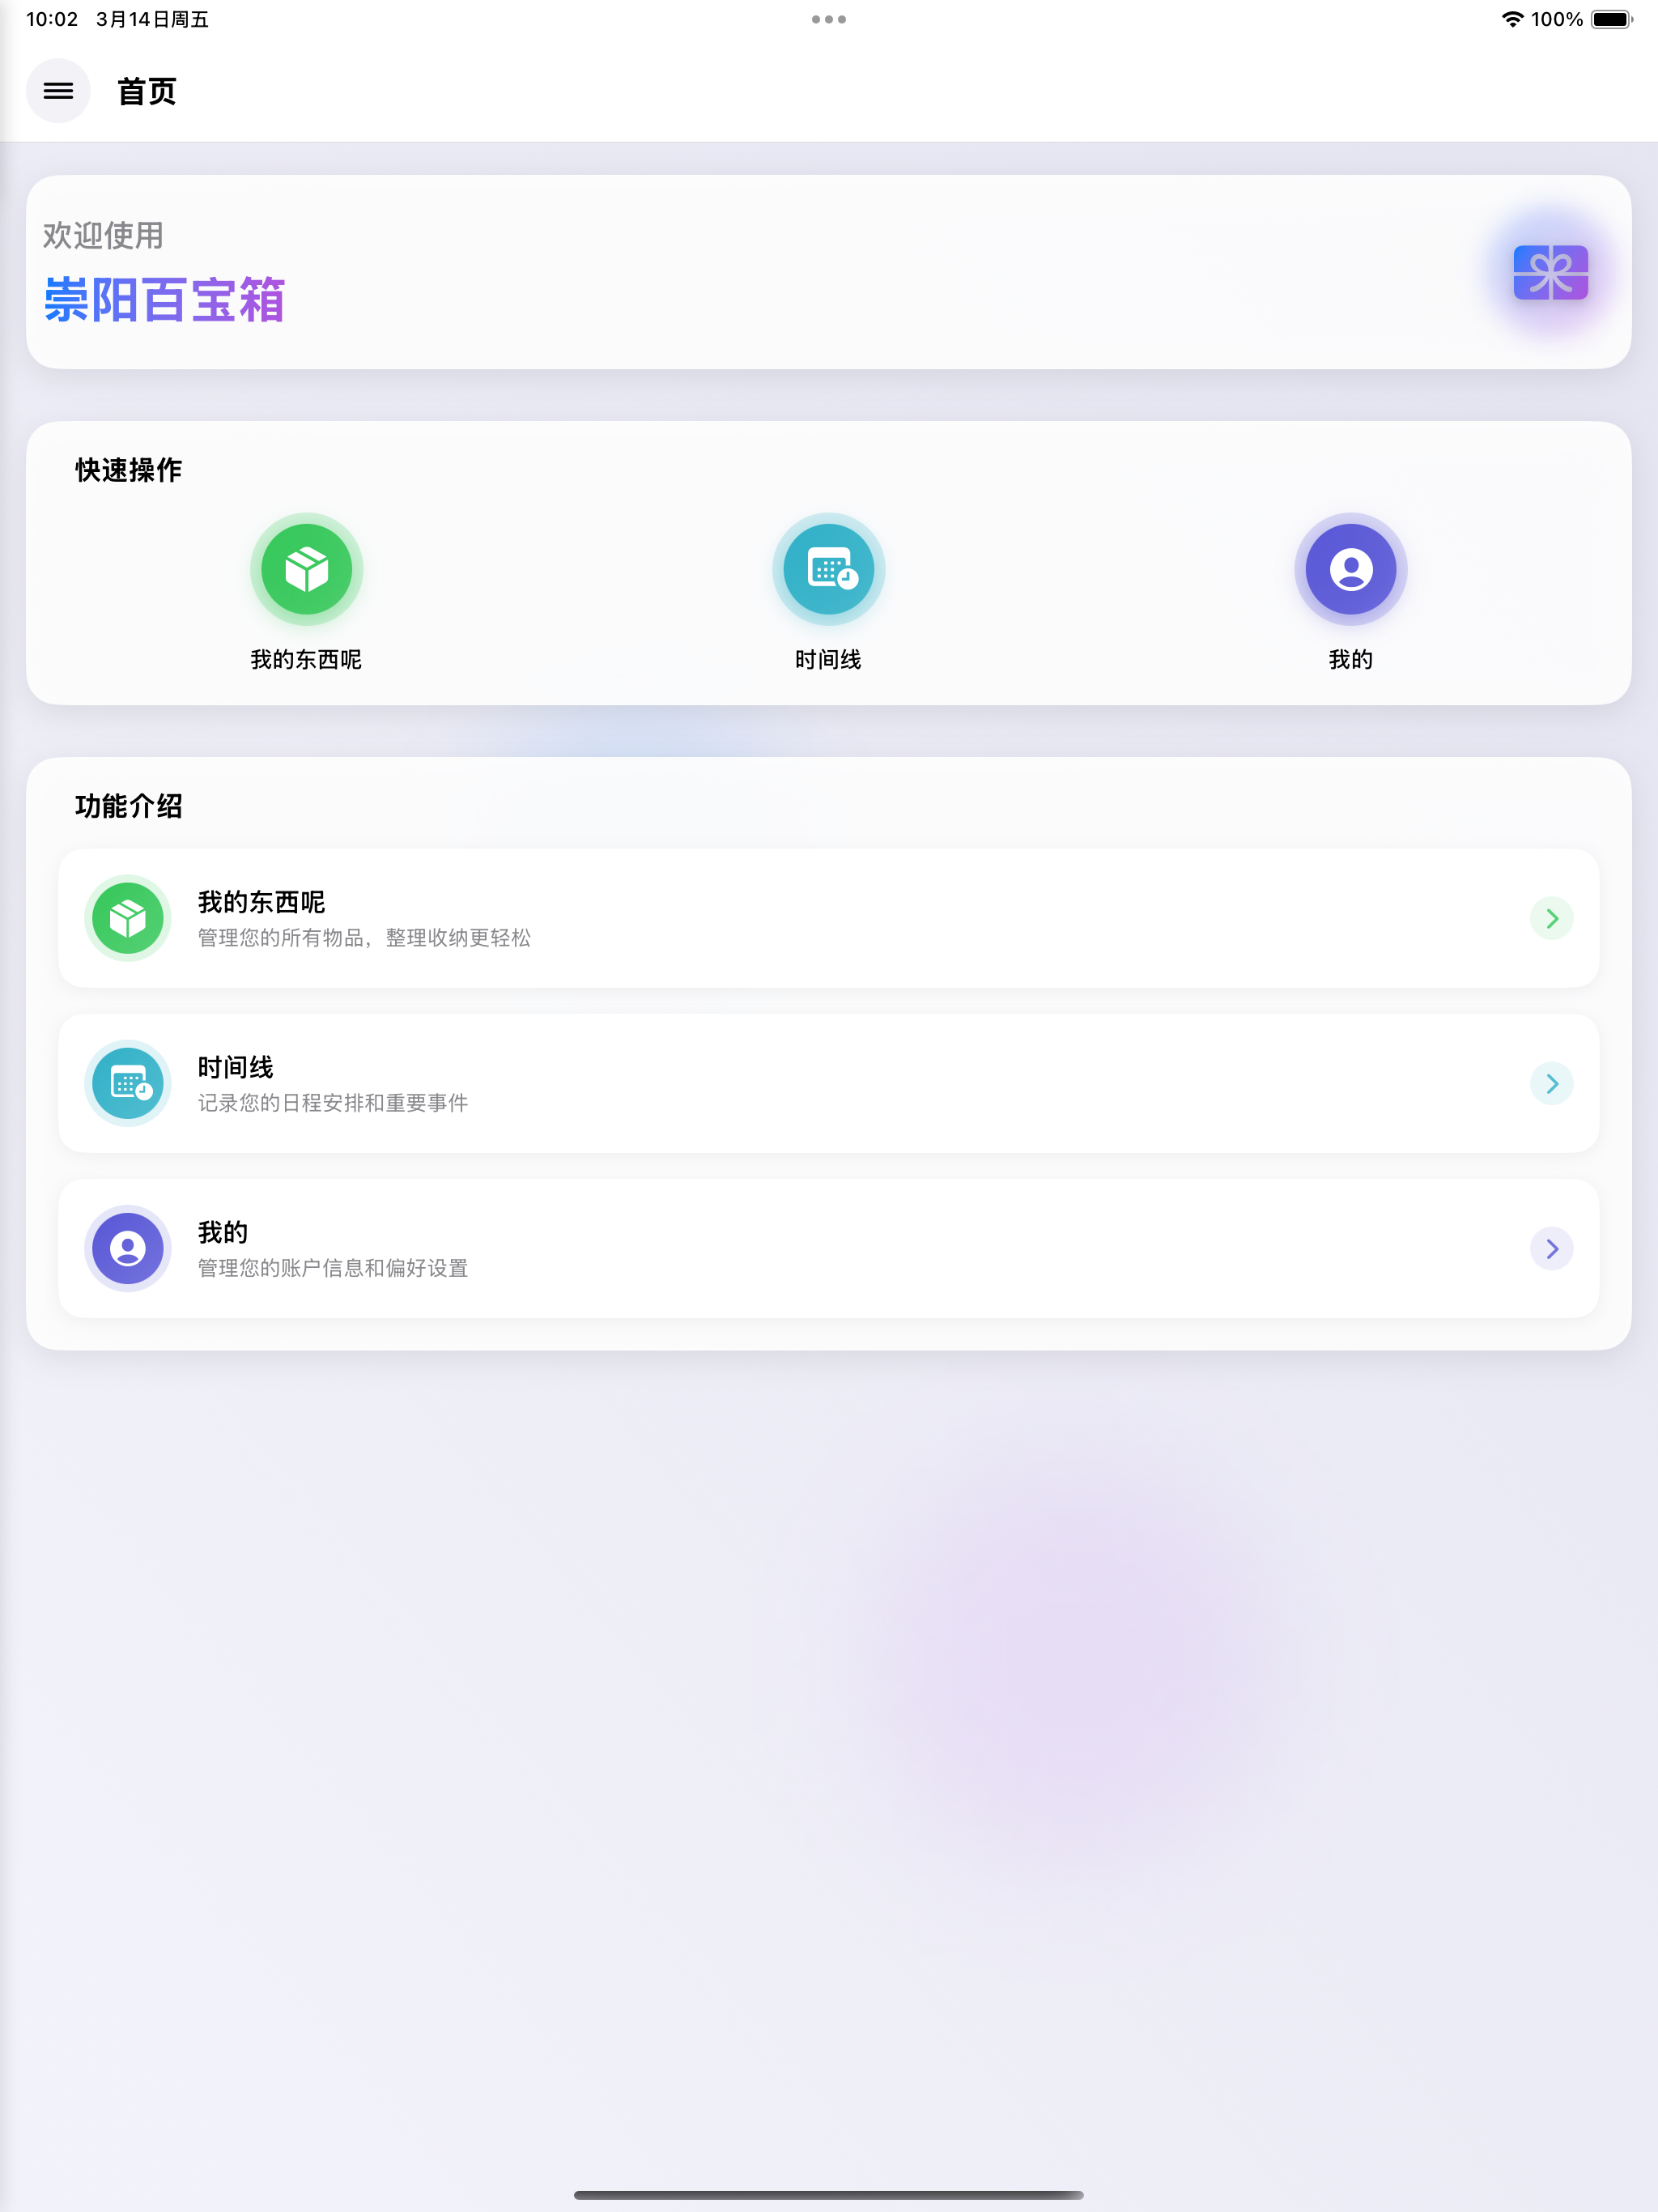 10:02 3月14日周五
100%
首页
欢迎使用
崇阳百宝箱
快速操作
我的东西呢
时间线
我的
功能介绍
我的东西呢
管理您的所有物品，整理收纳更轻松
时间线
记录您的日程安排和重要事件
我的
管理您的账户信息和偏好设置